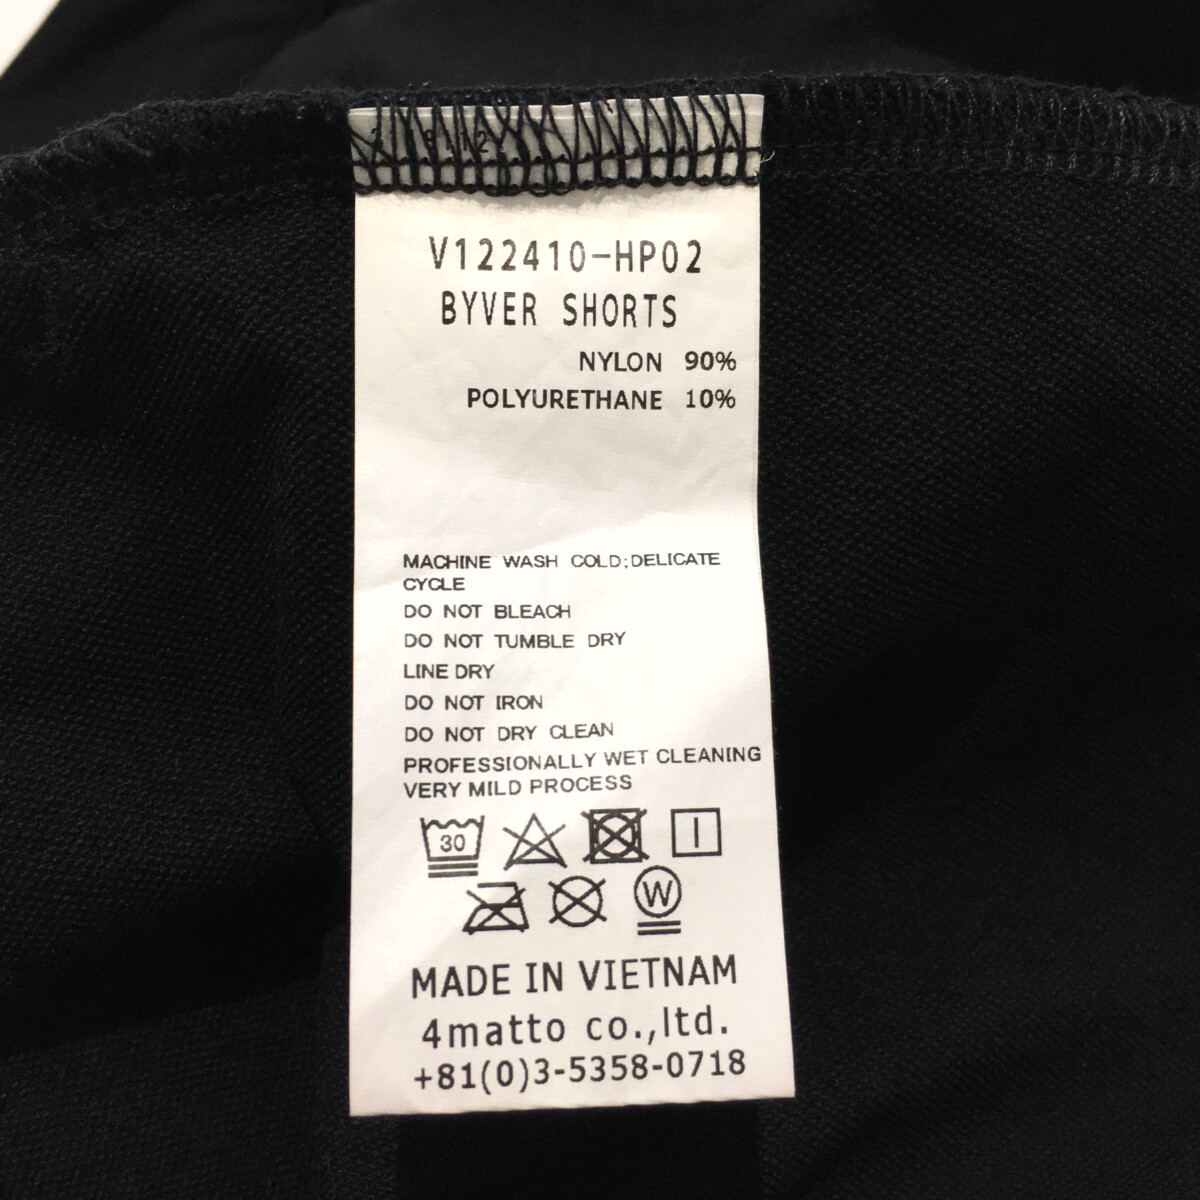 V122410-HP02
BYVER SHORTS
NYLON 90%
POLYURETHANE 10%
MACHINE WASH COLD;DELICATE
CYCLE
DO NOT BLEACH
DO NOT TUMBLE DRY
LINE DRY
DO NOT IRON
DO NOT DRY CLEAN
PROFESSIONALLY WET CLEANING
VERY MILD PROCESS
30
W
MADE IN VIETNAM
4matto co.,ltd.
+81(0)3-5358-0718